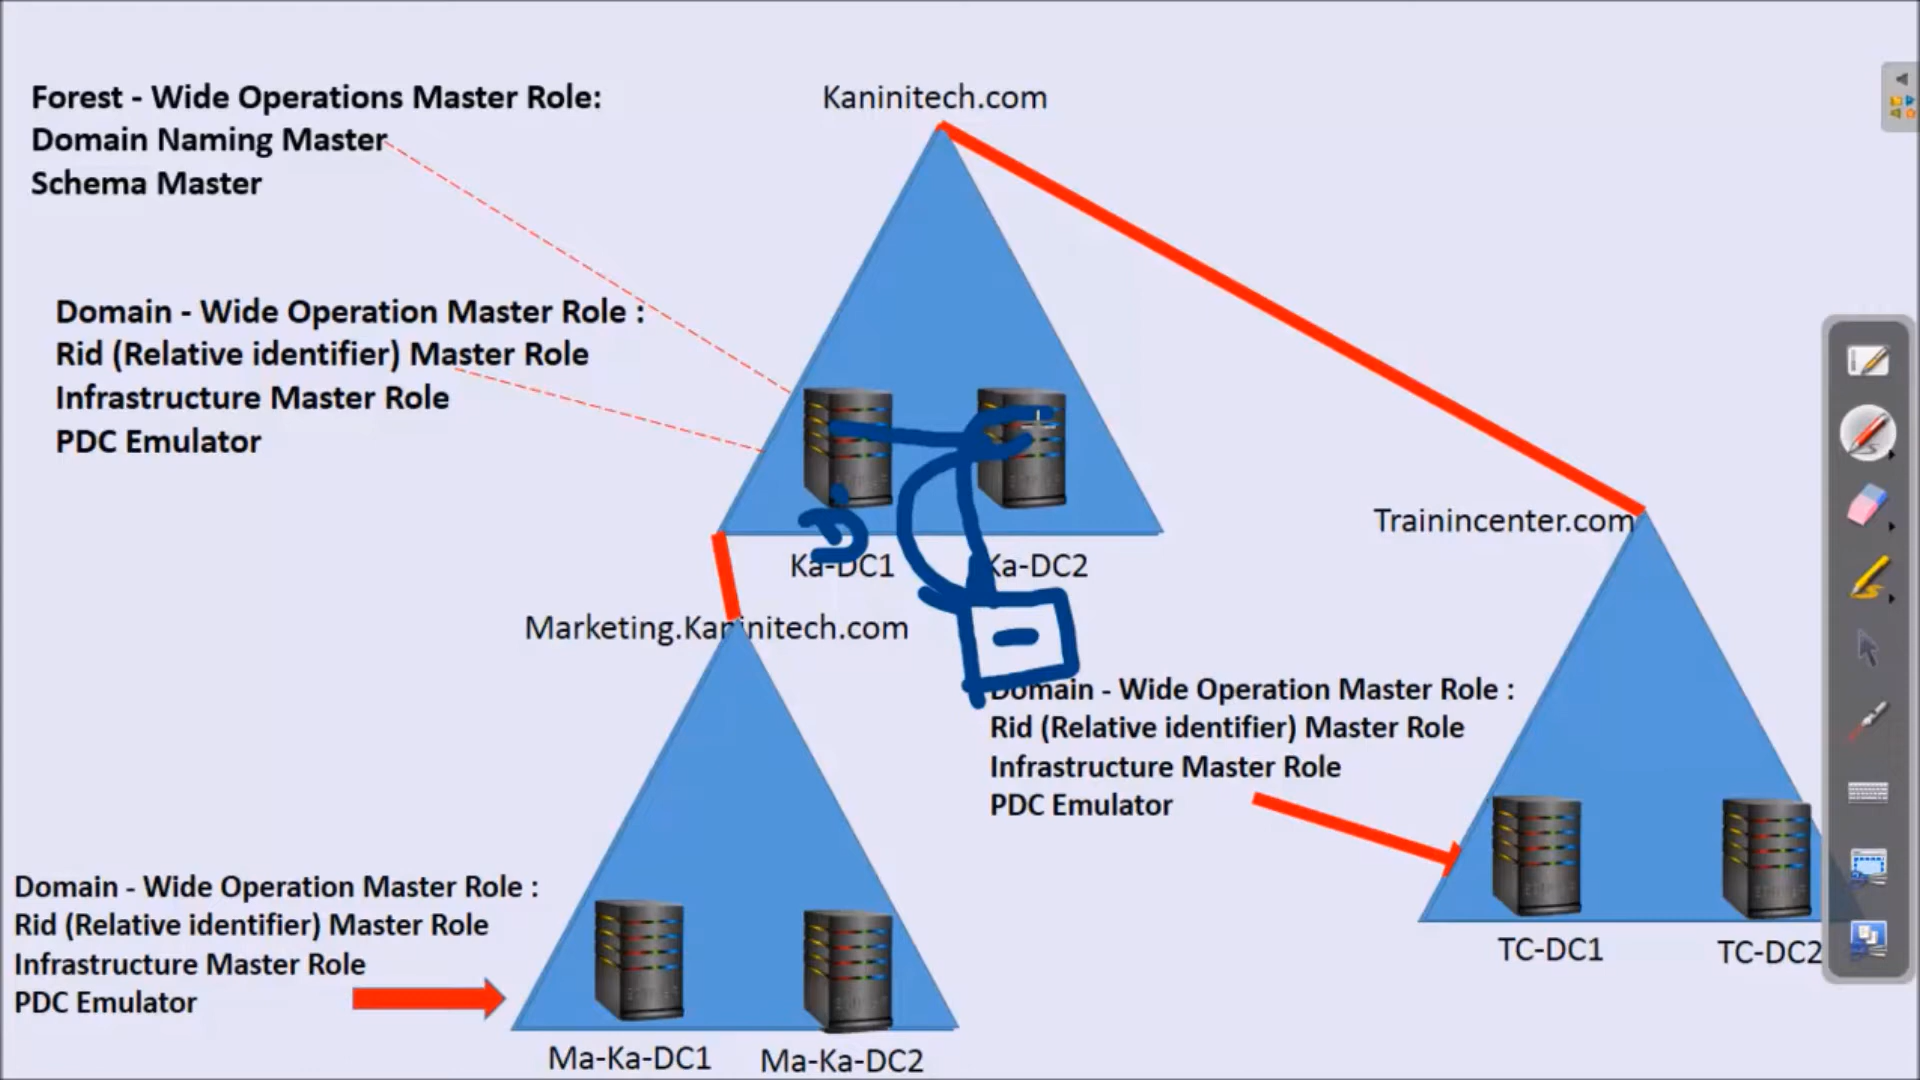 Kaninitech.com
Forest - Wide Operations Master Role:
Domain Naming Master
Schema Master
Domain - Wide Operation Master Role :
Rid (Relative identifier) Master Role
Infrastructure Master Role
PDC Emulator
Ka-DC1
Ka-DC2
Trainincenter.com
Marketing.Kaninitech.com
Domain - Wide Operation Master Role :
Rid (Relative identifier) Master Role
Infrastructure Master Role
PDC Emulator
TC-DC1
TC-DC2
Domain - Wide Operation Master Role :
Rid (Relative identifier) Master Role
Infrastructure Master Role
PDC Emulator
Ma-Ka-DC1
Ma-Ka-DC2